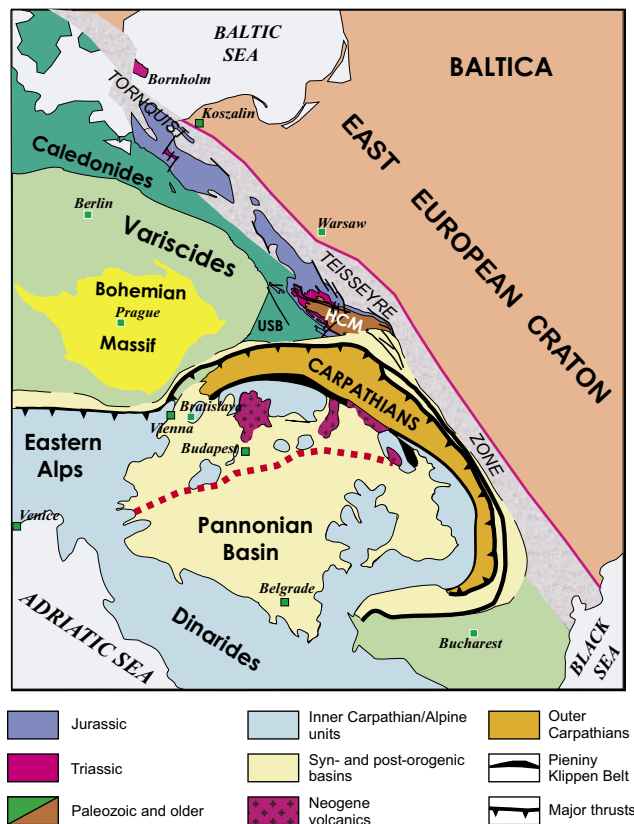 BALTIC
SEA
BALTICA
Bornholm
TORNQUIST
Koszalin
EAST EUROPEAN CRATON
Caledonides
Berlin
Variscides
Warsaw
TEISSEYRE
Bohemian
Prague
Massif
USB
HCM
CARPATHIANS
Bratislava
Vienna
Eastern
Alps
Budapest
ZONE
Venice
Pannonian
Basin
Belgrade
ADRIATIC SEA
Dinarides
Bucharest
BLACK
SEA
Jurassic
Inner Carpathian/Alpine
units
Outer
Carpathians
Triassic
Syn- and post-orogenic
basins
Pieniny
Klippen Belt
Paleozoic and older
Neogene
volcanics
Major thrusts